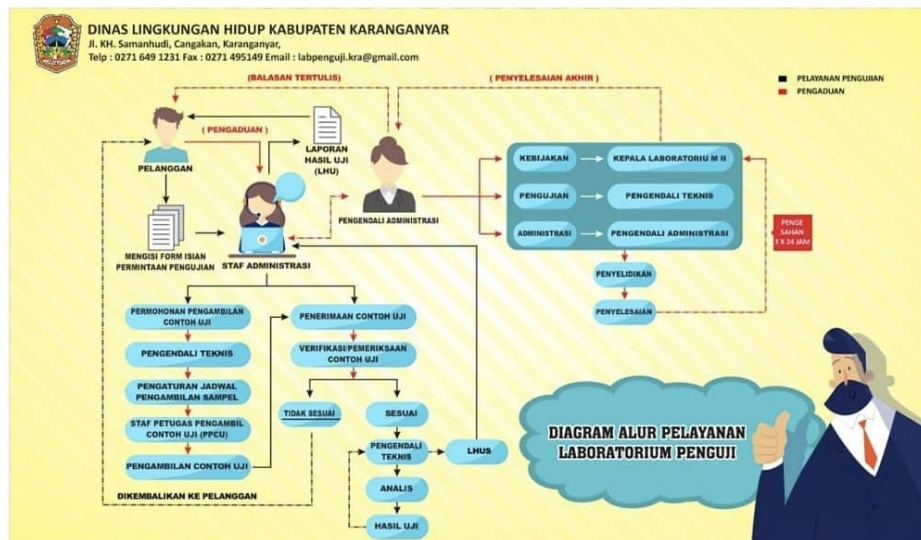 DINAS LINGKUNGAN HIDUP KABUPATEN KARANGANYAR
Jl. KH. Samanhudi, Cangakan, Karanganyar,
Telp : 0271 649 1231 Fax : 0271 495149 Email : labpenguji.kra@gmail.com
(BALASAN TERTULIS)
( PENYELESAIAN AKHIR )
PELAYANAN PENGUJIAN
PENGADUAN
( PENGADUAN )
PELANGGAN
LAPORAN
HASIL UJI
(LHU)
PENGENDALI ADMINISTRASI
KEBIJAKAN
KEPALA LABORATORIU M II
PENGUJIAN
PENGENDALI TEKNIS
ADMINISTRASI
PENGENDALI ADMINISTRASI
PENGE
SAHAN
3 X 24 JAM
MENGISI FORM ISIAN
PERMINTAAN PENGUJIAN
STAF ADMINISTRASI
PENYELIDIKAN
PENYELESAIAN
PERMOHONAN PENGAMBILAN
CONTOH UJI
PENGENDALI TEKNIS
PENGATURAN JADWAL
PENGAMBILAN SAMPEL
STAF PETUGAS PENGAMBIL
CONTOH UJI (PPCU)
PENGAMBILAN CONTOH UJI
PENERIMAAN CONTOH UJI
VERIFIKASI/PEMERIKSAAN
CONTOH UJI
TIDAK SESUAI
SESUAI
PENGENDALI
TEKNIS
LHUS
ANALIS
HASIL UJI
DIKEMBALIKAN KE PELANGGAN
DIAGRAM ALUR PELAYANAN
LABORATORIUM PENGUJI